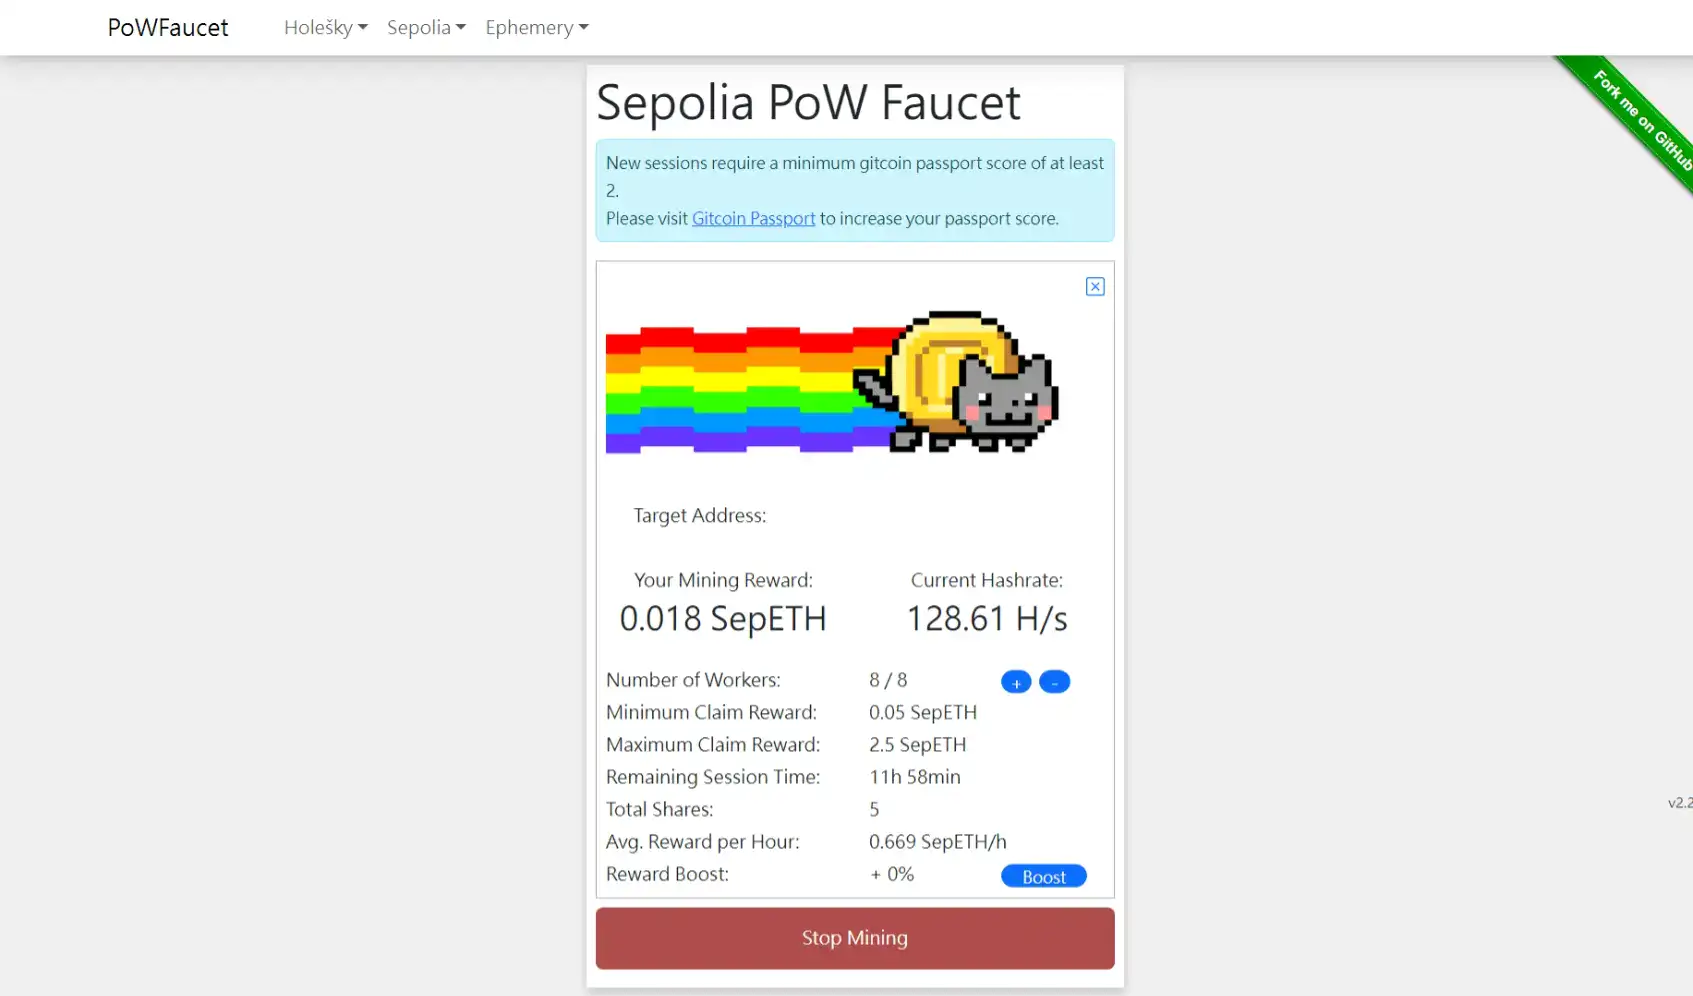 PoWFaucet Holešky Sepolia Ephemery
Fork me on GitHub
Sepolia PoW Faucet
New sessions require a minimum gitcoin passport score of at least
2.
Please visit Gitcoin Passport to increase your passport score.
Target Address:
Your Mining Reward: Current Hashrate:
0.018 SepETH 128.61 H/s
Number of Workers: 8 / 8 + -
Minimum Claim Reward: 0.05 SepETH
Maximum Claim Reward: 2.5 SepETH
Remaining Session Time: 11h 58min
Total Shares: 5
v2.2
Avg. Reward per Hour: 0.669 SepETH/h
Reward Boost: + 0% Boost
Stop Mining